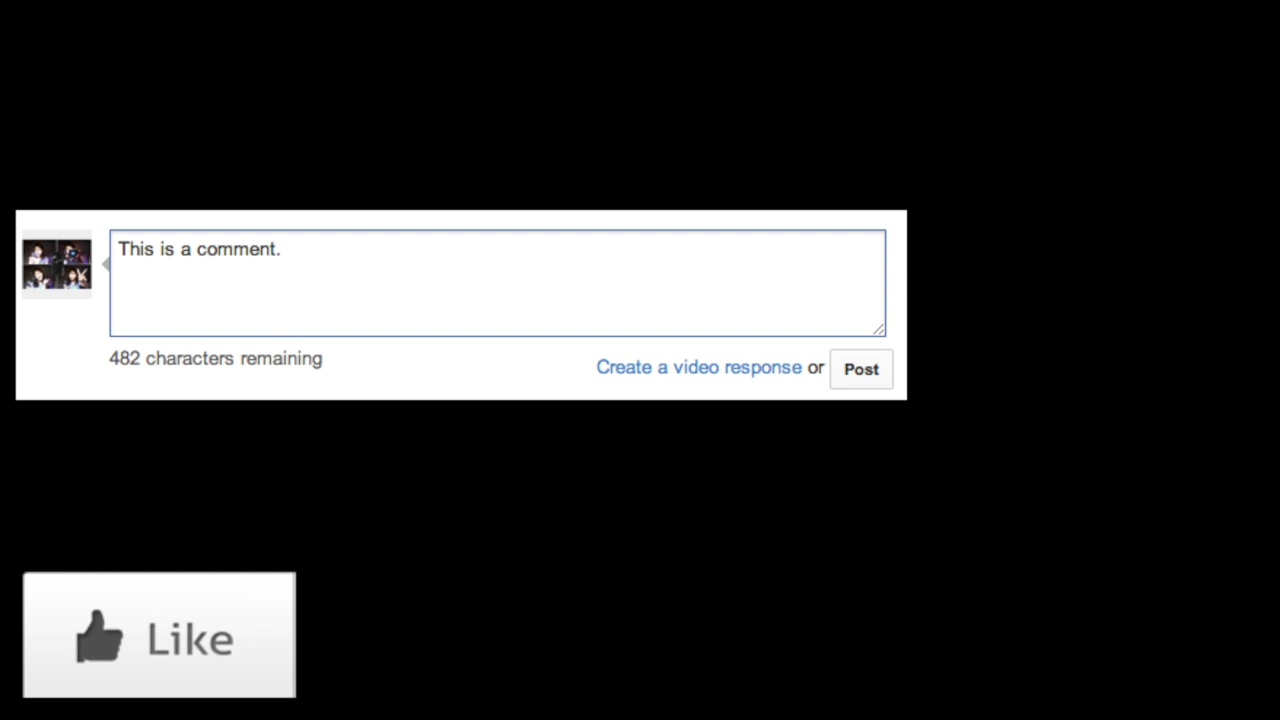 This is a comment.
482 characters remaining
Create a video response or Post
Like